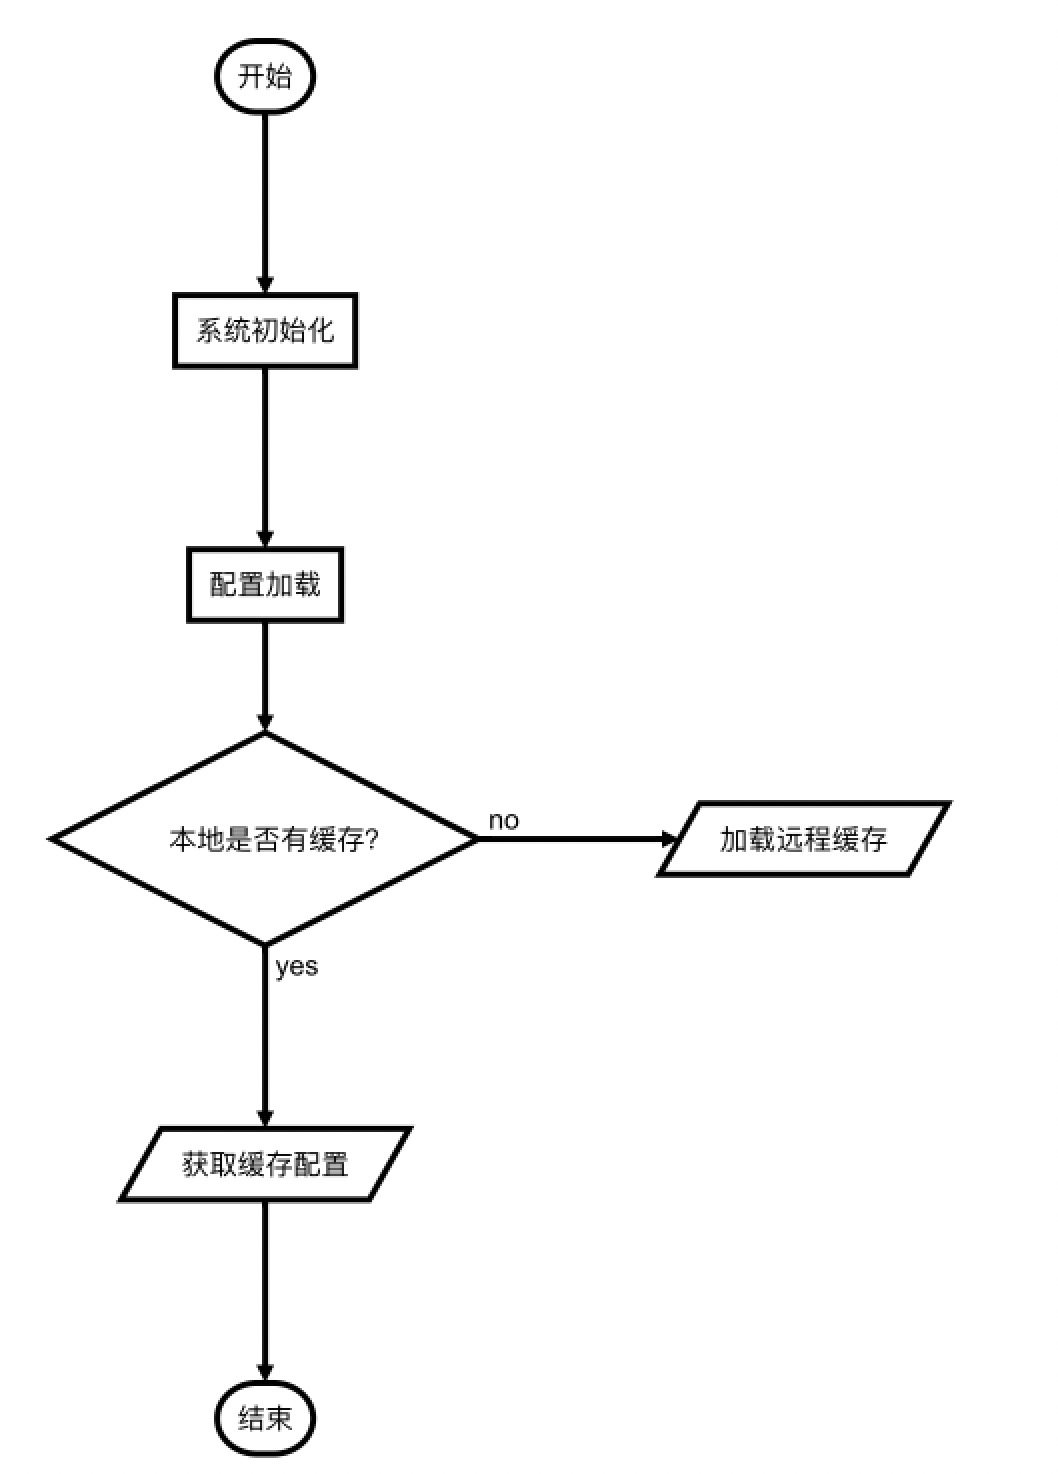 开始
系统初始化
配置加载
本地是否有缓存?
no
加载远程缓存
yes
获取缓存配置
结束